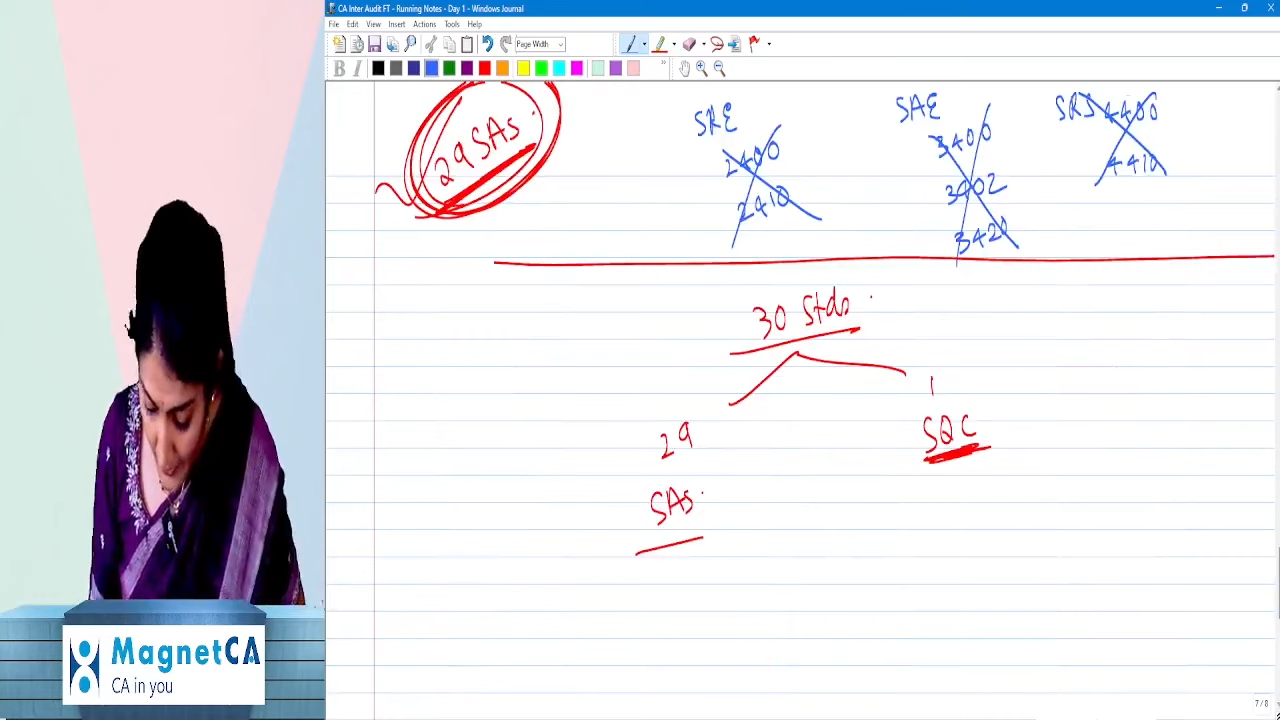 CA Inter Audit FT - Running Notes - Day 1 - Windows Journal
File Edit View Insert Actions Tools Help
Page Width
B I
29 SAs.
SRE
2400
2410
SAE
3400
3402
3420
SRS 4400
4410
30 Stds.
29
SAs.
1
SQC
MagnetCA
CA in you
7 / 8